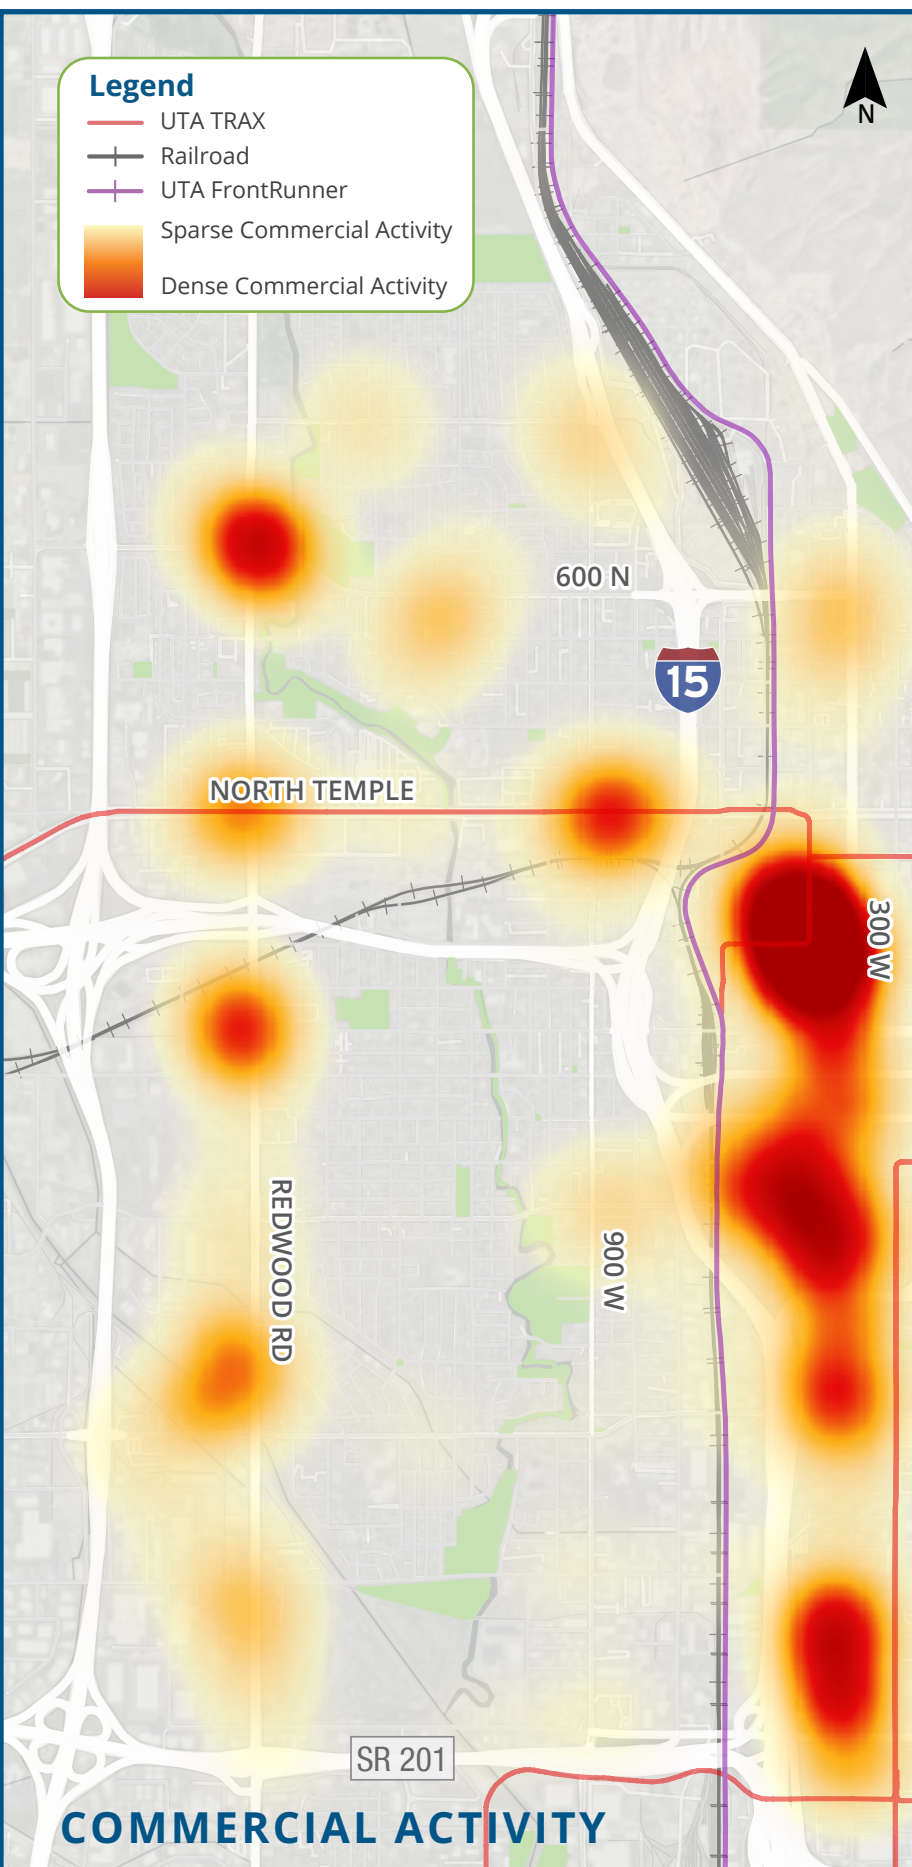 Legend
UTA TRAX
Railroad
UTA FrontRunner
Sparse Commercial Activity
Dense Commercial Activity
N
600 N
15
NORTH TEMPLE
300 W
REDWOOD RD
900 W
SR 201
COMMERCIAL ACTIVITY